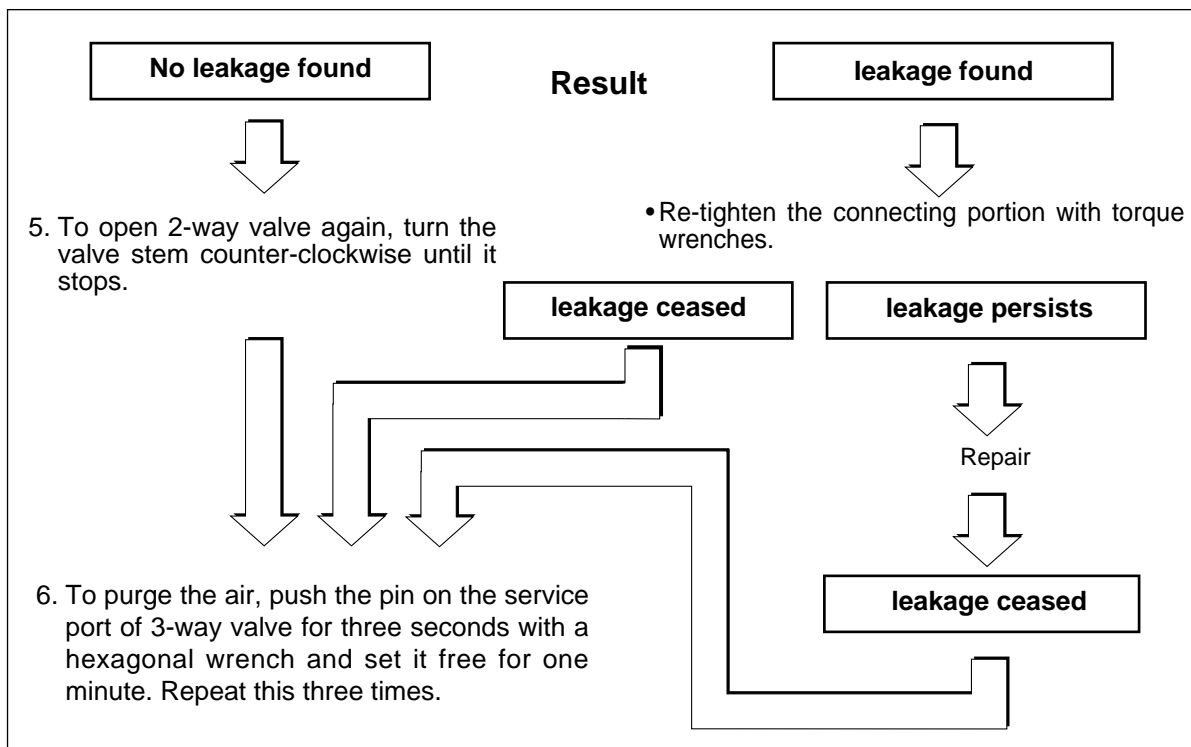 No leakage found
Result
leakage found
5. To open 2-way valve again, turn the
valve stem counter-clockwise until it
stops.
•Re-tighten the connecting portion with torque
wrenches.
leakage ceased
leakage persists
Repair
leakage ceased
6. To purge the air, push the pin on the service
port of 3-way valve for three seconds with a
hexagonal wrench and set it free for one
minute. Repeat this three times.